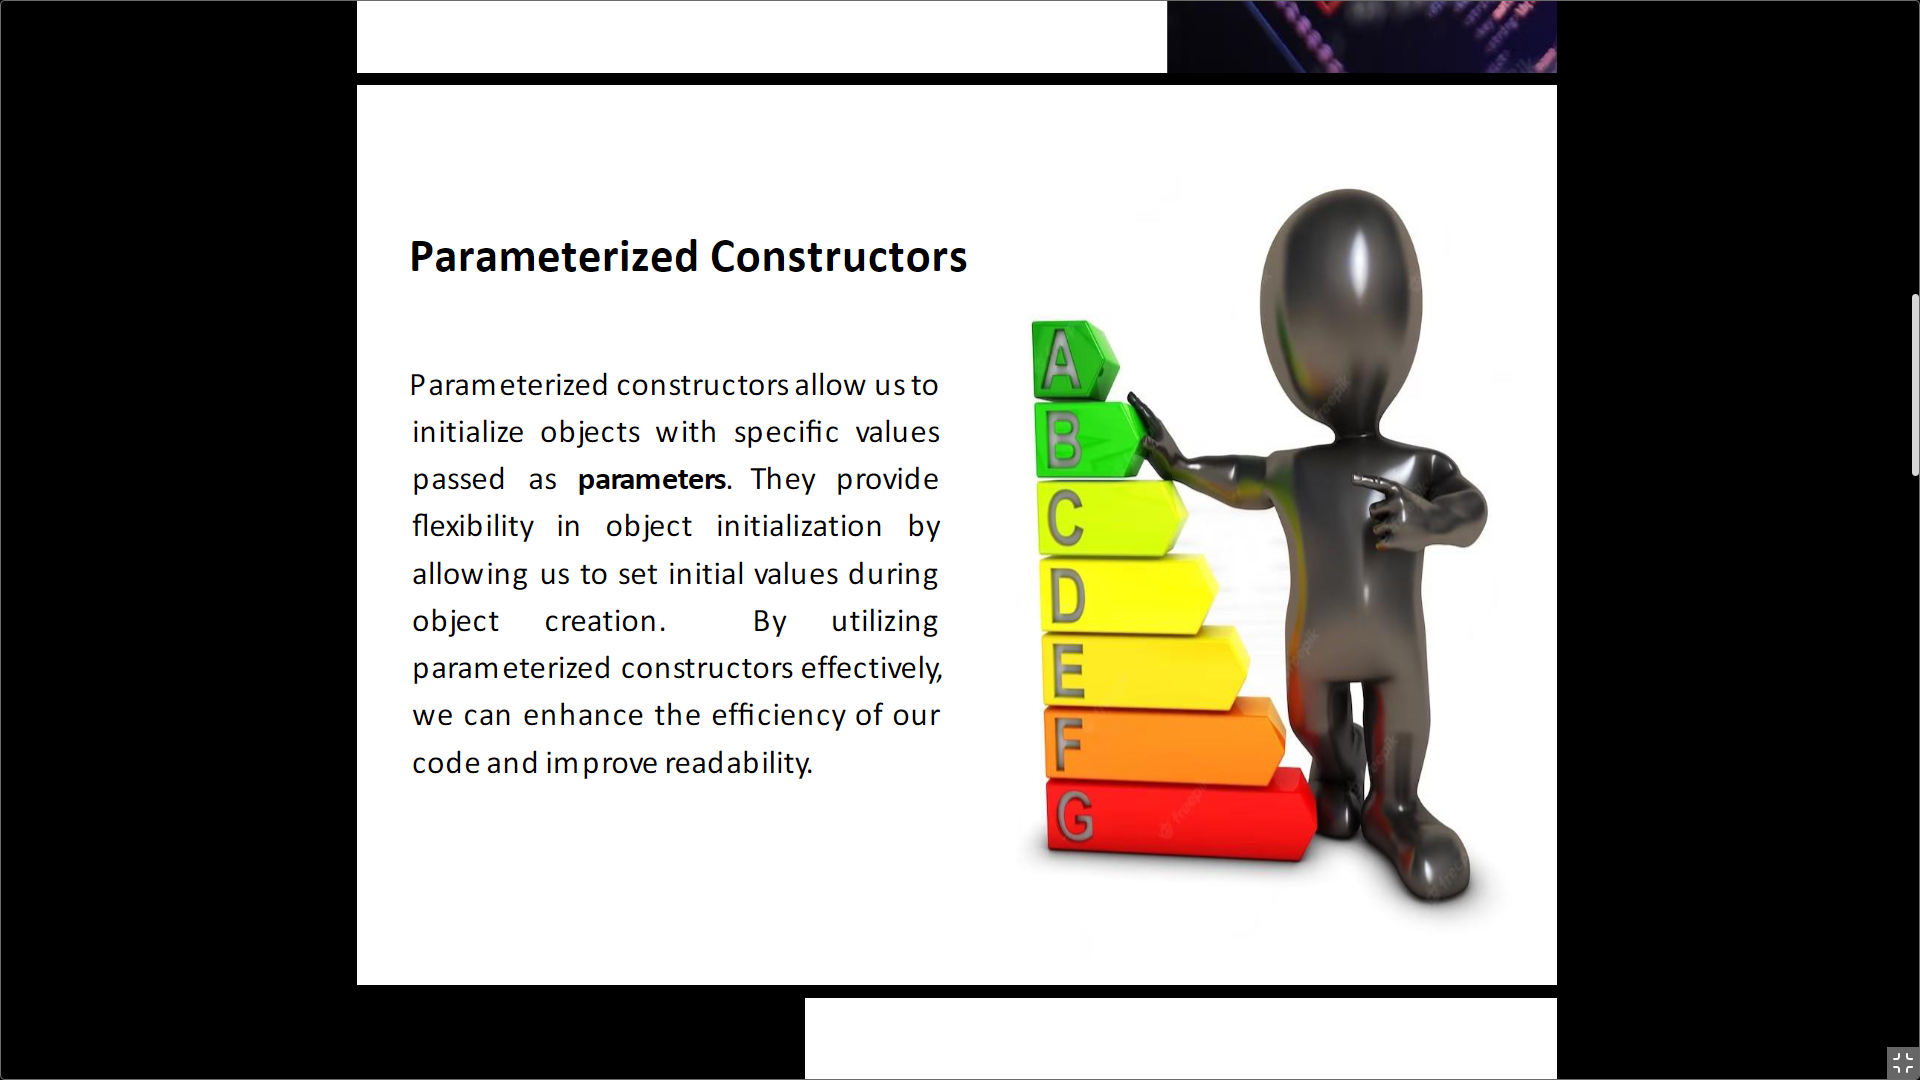 Parameterized Constructors
Parameterized constructors allow us to
initialize objects with specific values
passed as parameters. They provide
flexibility in object initialization by
allowing us to set initial values during
object creation. By utilizing
parameterized constructors effectively,
we can enhance the efficiency of our
code and improve readability.
A
B
C
D
E
F
G
freepik